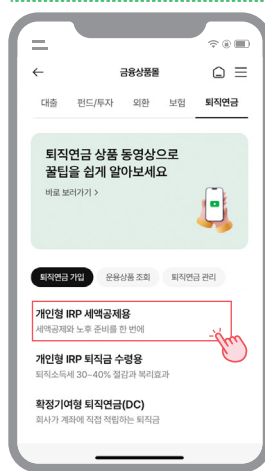 금융상품몰
대출 펀드/투자 외환 보험 퇴직연금
퇴직연금 상품 동영상으로
꿀팁을 쉽게 알아보세요
바로 보러가기 >
퇴직연금 가입 운용상품 조회 퇴직연금 관리
개인형 IRP 세액공제용
세액공제와 노후 준비를 한 번에
개인형 IRP 퇴직금 수령용
퇴직소득세 30~40% 절감과 복리효과
확정기여형 퇴직연금(DC)
회사가 계좌에 직접 적립하는 퇴직금